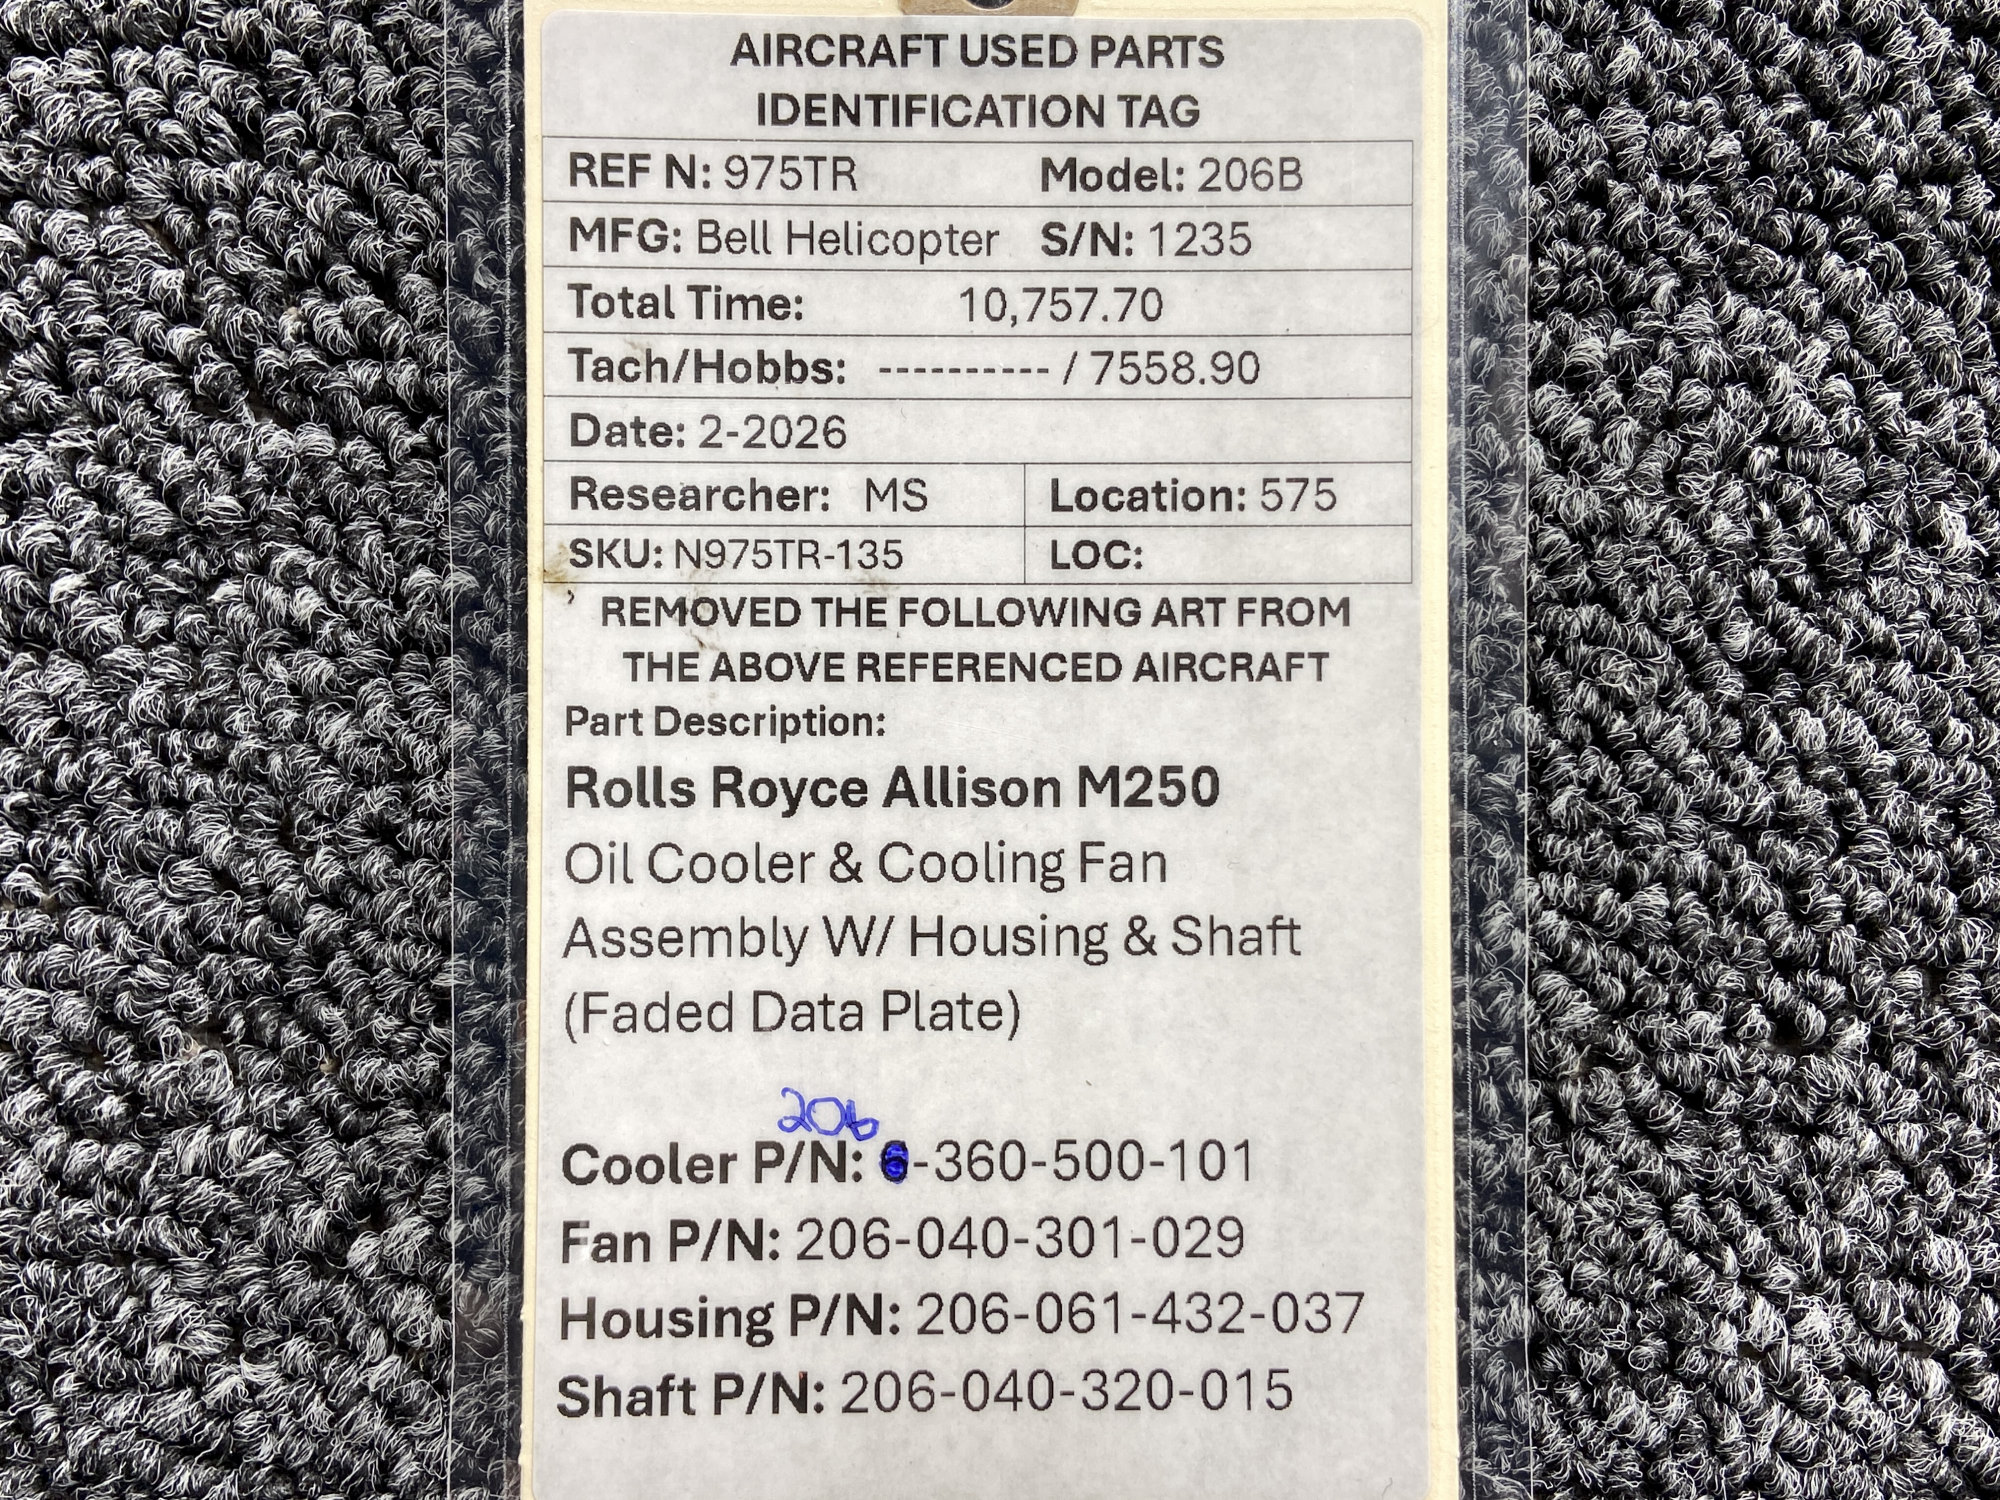 AIRCRAFT USED PARTS
IDENTIFICATION TAG
REF N: 975TR Model: 206B
MFG: Bell Helicopter S/N: 1235
Total Time: 10,757.70
Tach/Hobbs: ---------- / 7558.90
Date: 2-2026
Researcher: MS Location: 575
SKU: N975TR-135 LOC:
REMOVED THE FOLLOWING ART FROM
THE ABOVE REFERENCED AIRCRAFT
Part Description:
Rolls Royce Allison M250
Oil Cooler & Cooling Fan
Assembly W/ Housing & Shaft
(Faded Data Plate)
206
Cooler P/N: -360-500-101
Fan P/N: 206-040-301-029
Housing P/N: 206-061-432-037
Shaft P/N: 206-040-320-015